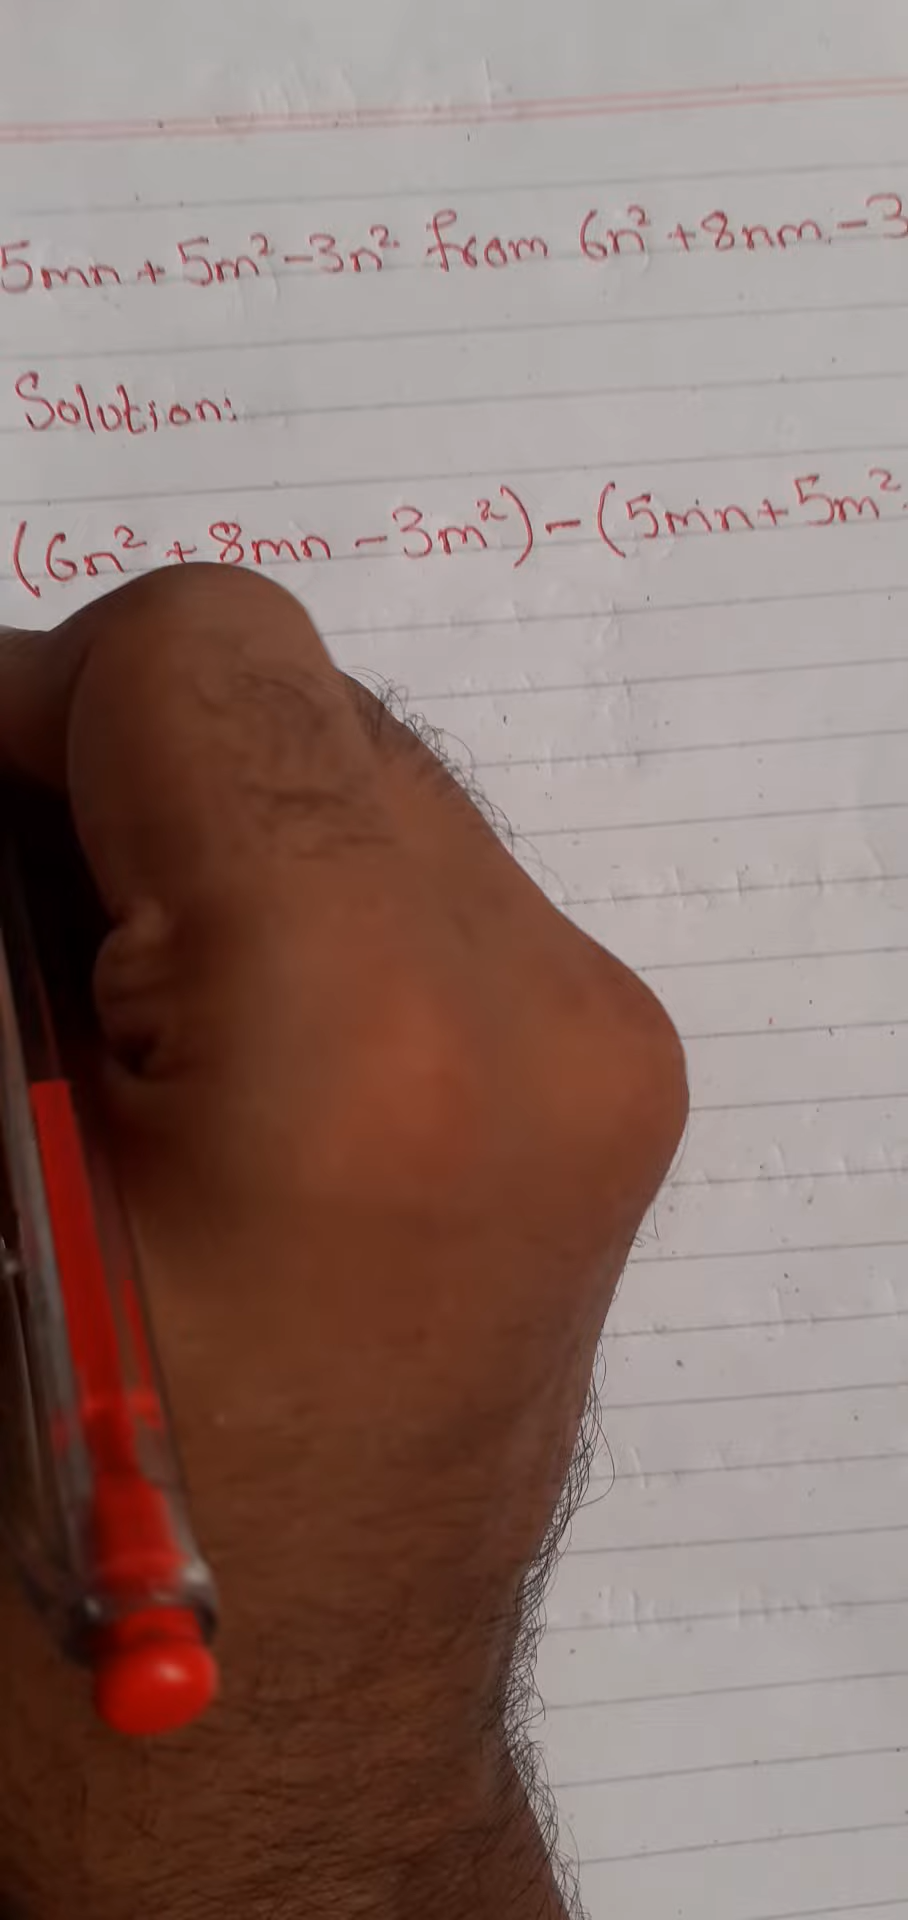 5mn + 5m² - 3n² from 6n² + 8nm - 3
Solution:
(6n² + 8mn - 3m²) - (5mn + 5m²